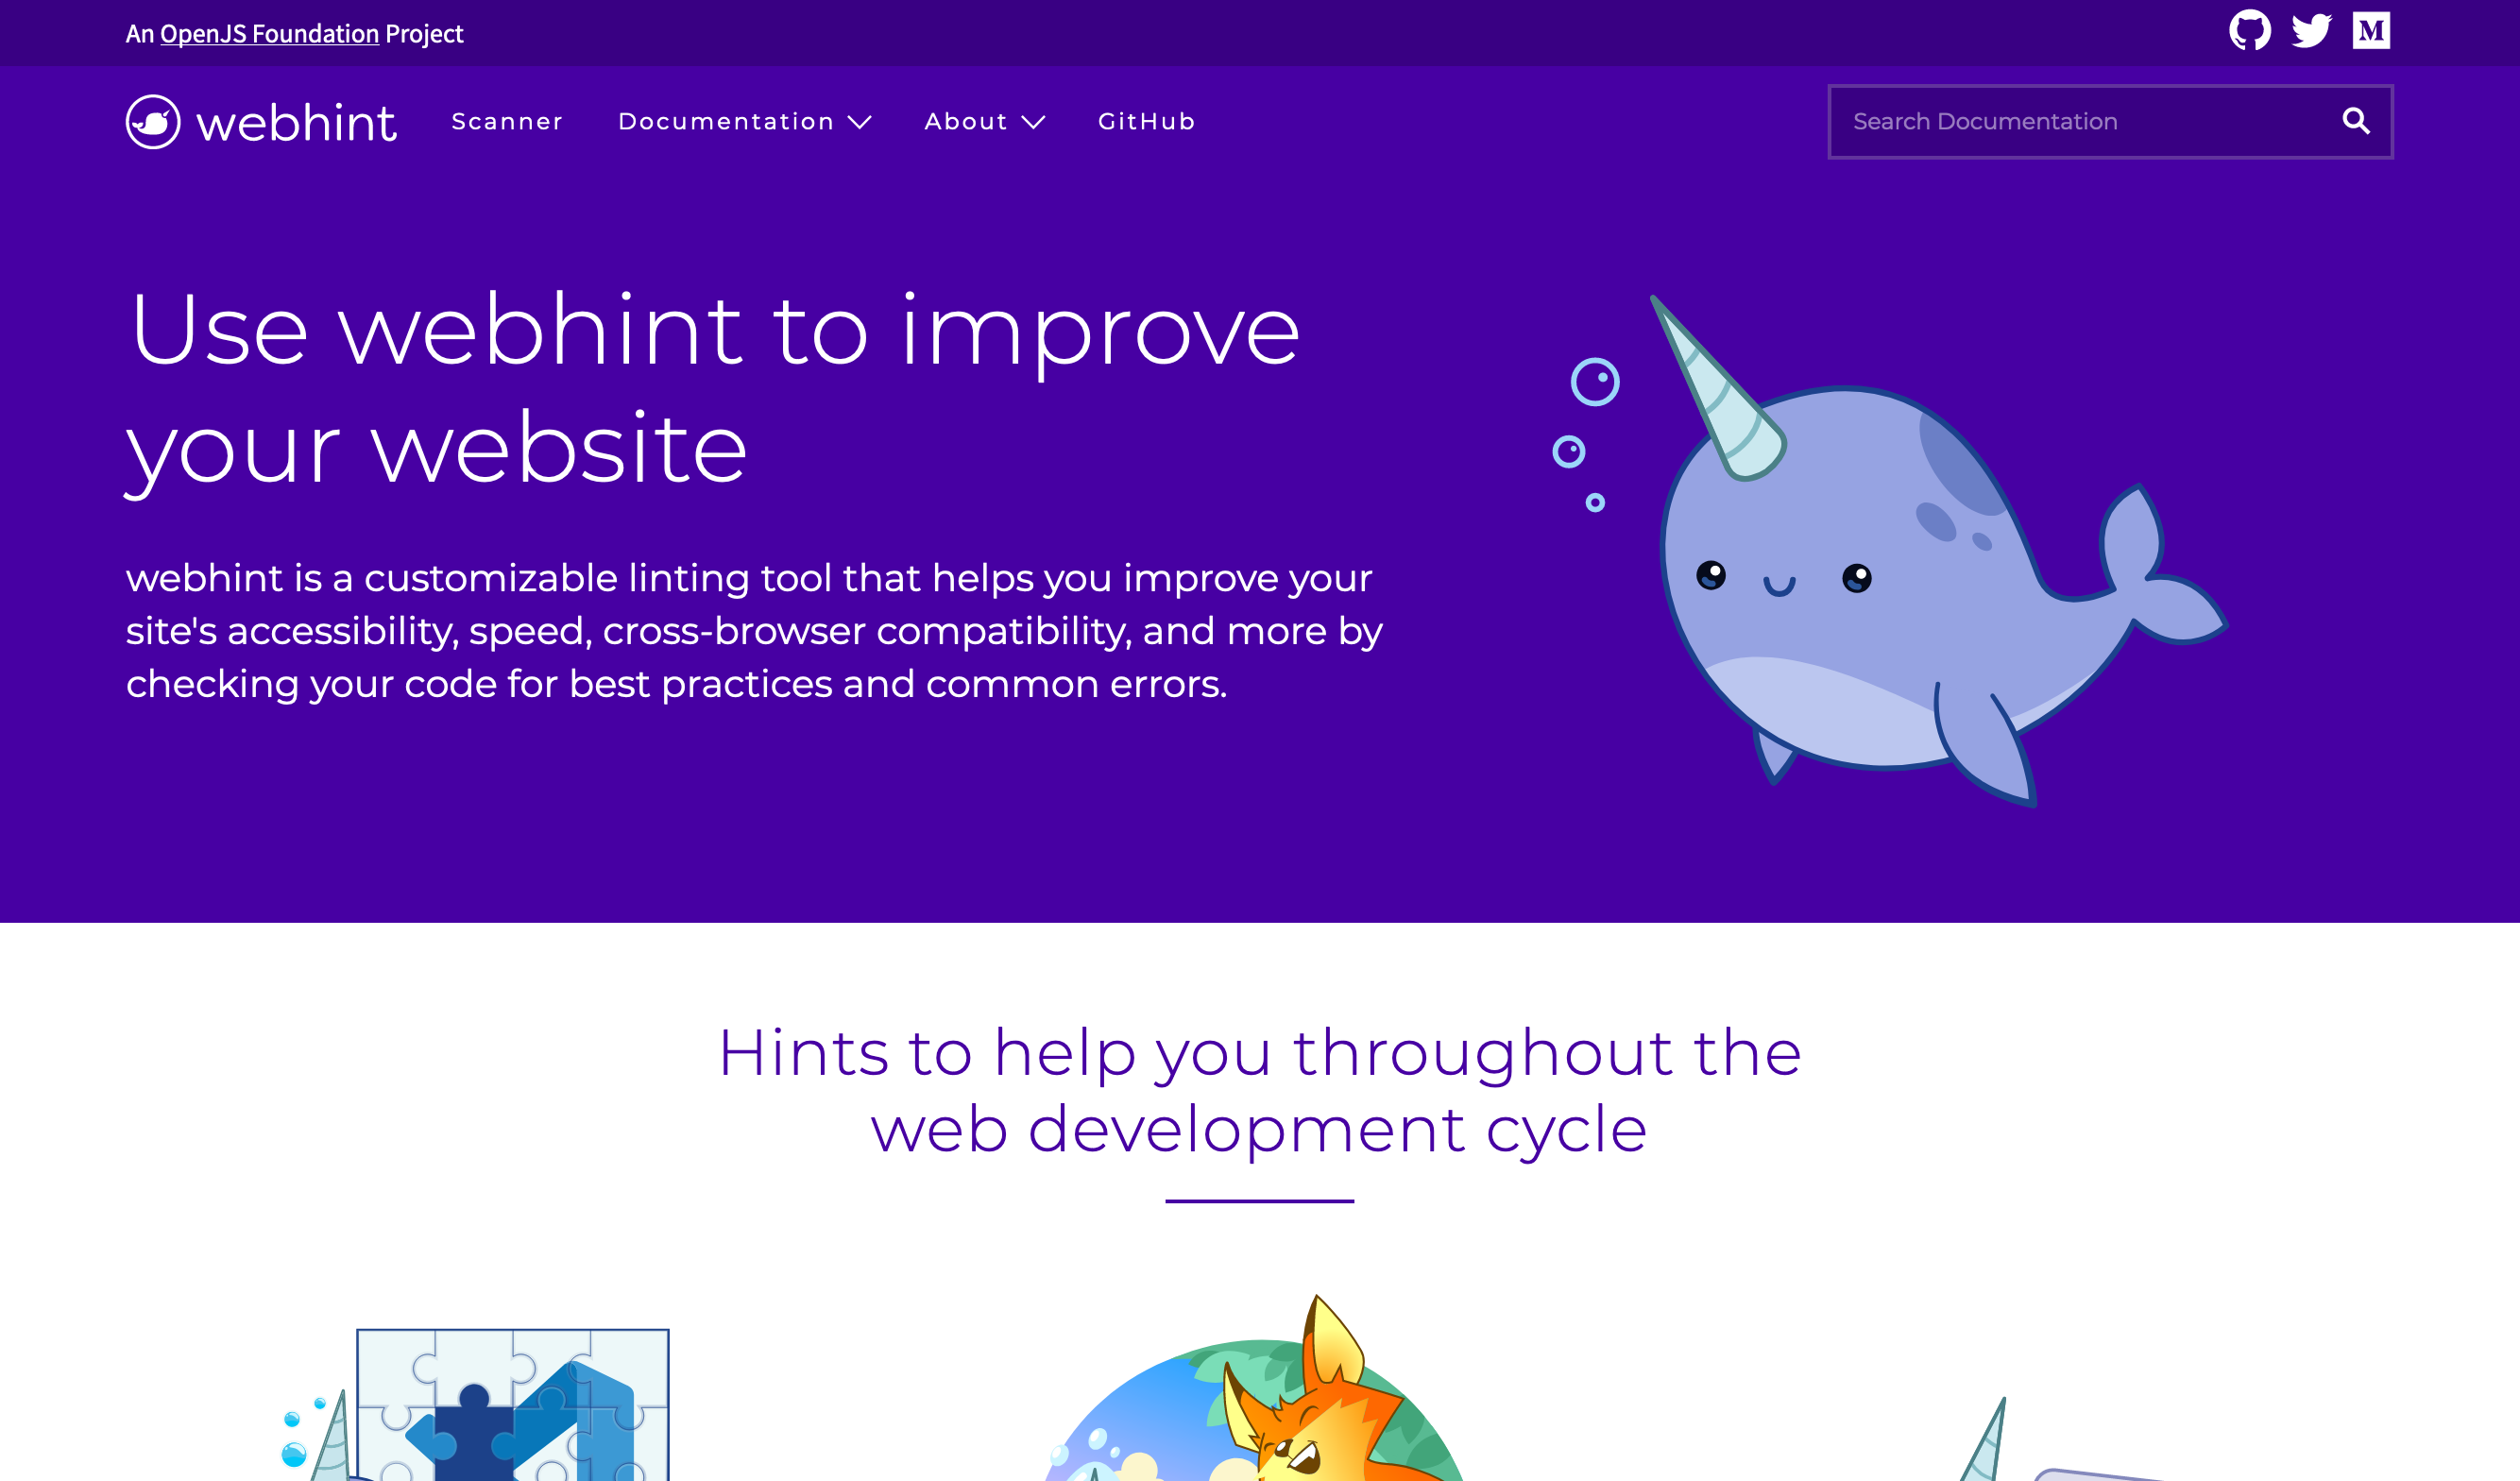 An OpenJS Foundation Project
webhint
Scanner
Documentation
About
GitHub
Search Documentation
Use webhint to improve
your website
webhint is a customizable linting tool that helps you improve your
site's accessibility, speed, cross-browser compatibility, and more by
checking your code for best practices and common errors.
Hints to help you throughout the
web development cycle